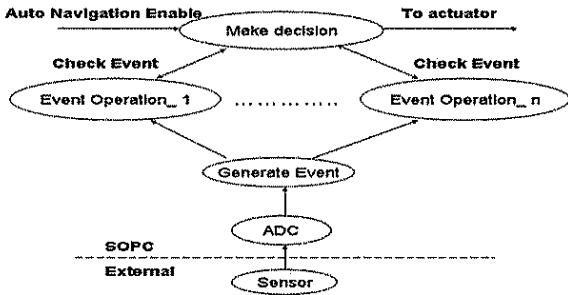 Auto Navigation Enable
Make decision
To actuator
Check Event
Check Event
Event Operation_ 1
Event Operation_ n
Generate Event
ADC
SOPC
External
Sensor